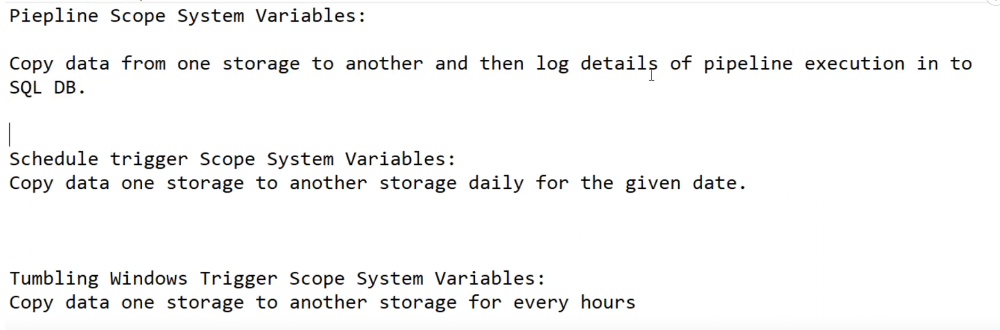 Piepline Scope System Variables:
Copy data from one storage to another and then log details of pipeline execution in to
SQL DB.
Schedule trigger Scope System Variables:
Copy data one storage to another storage daily for the given date.
Tumbling Windows Trigger Scope System Variables:
Copy data one storage to another storage for every hours